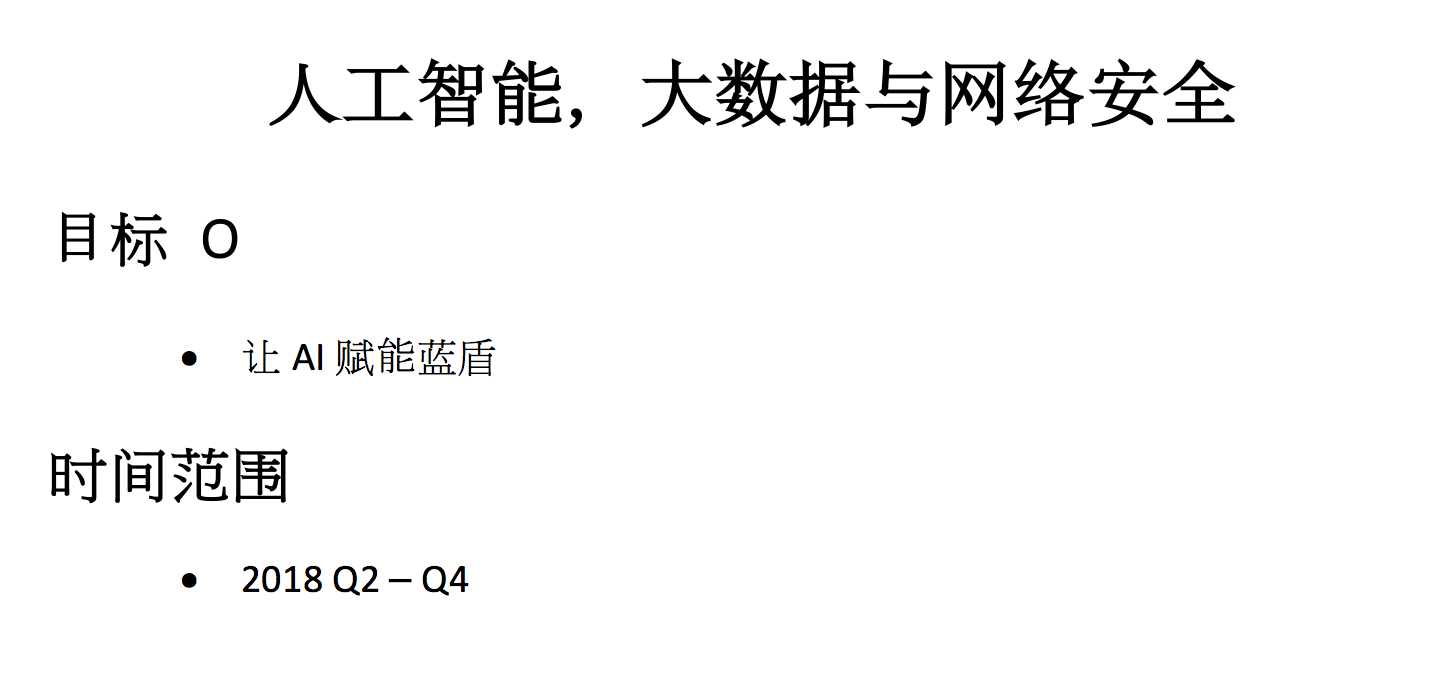 人工智能，大数据与网络安全
目标 O
• 让 AI 赋能蓝盾
时间范围
• 2018 Q2 – Q4